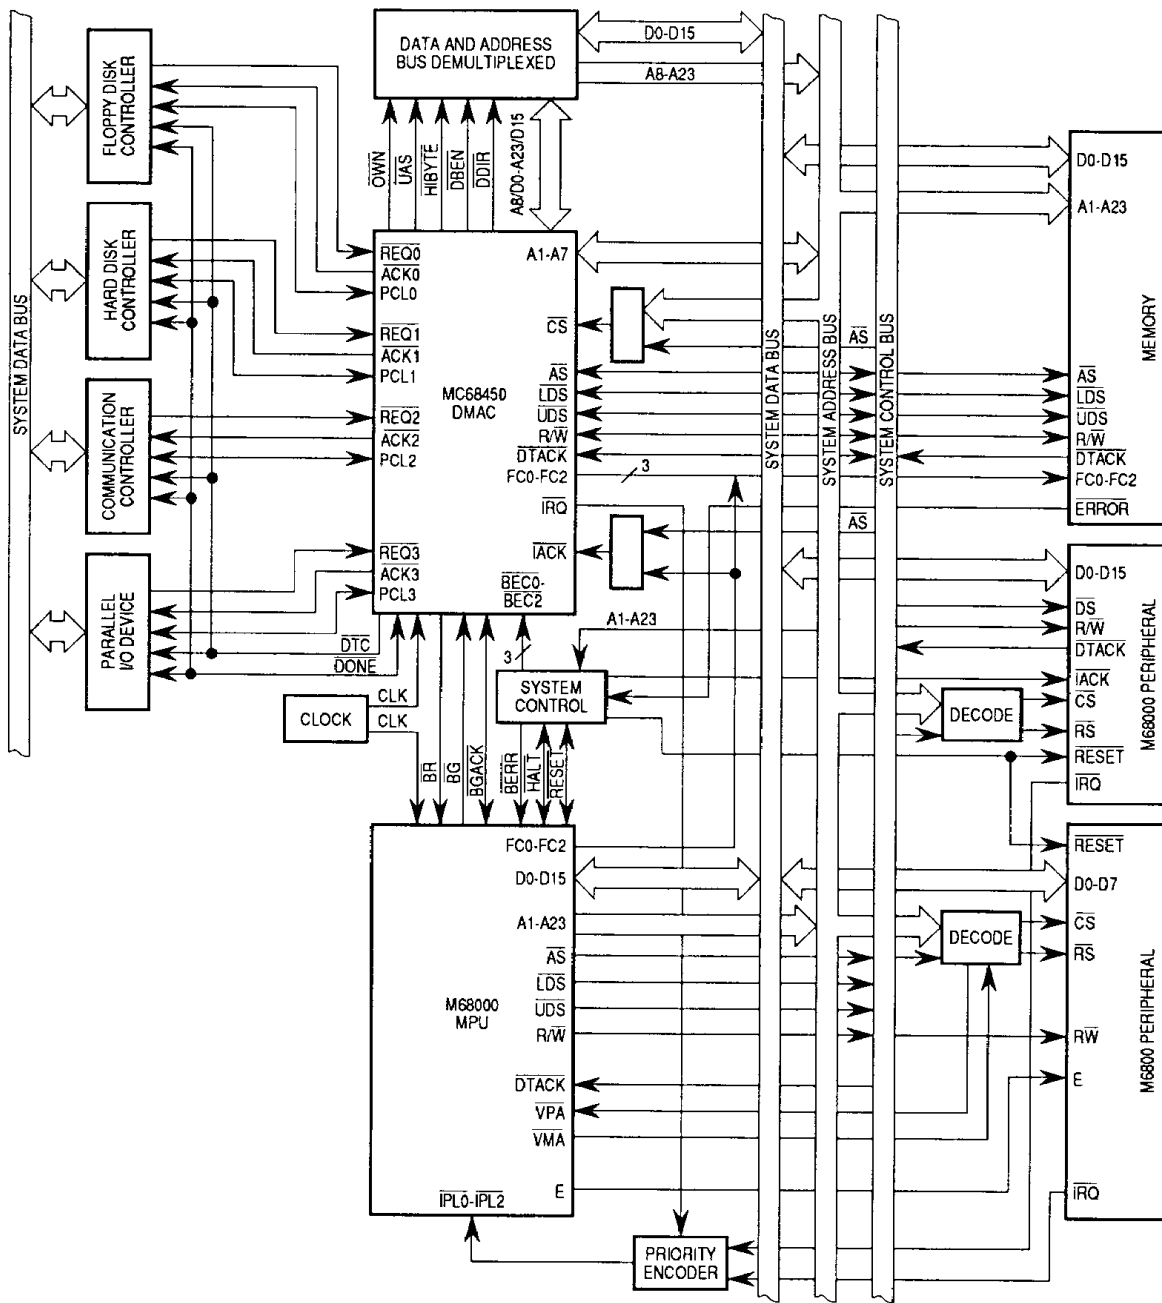 DATA AND ADDRESS
BUS DEMULTIPLEXED
D0-D15
A8-A23
SYSTEM DATA BUS
FLOPPY DISK
CONTROLLER
HARD DISK
CONTROLLER
COMMUNICATION
CONTROLLER
PARALLEL
I/O DEVICE
OWN
UAS
HIBYTE
DBEN
DDIR
A8/D0-A23/D15
REQ0
ACK0
PCL0
REQ1
ACK1
PCL1
REQ2
ACK2
PCL2
REQ3
ACK3
PCL3
MC68450
DMAC
A1-A7
CS
AS
LDS
UDS
R/W
DTACK
FC0-FC2
IRQ
IACK
BEC0-
BEC2
3
AS
AS
SYSTEM DATA BUS
SYSTEM ADDRESS BUS
SYSTEM CONTROL BUS
D0-D15
A1-A23
MEMORY
AS
LDS
UDS
R/W
DTACK
FC0-FC2
ERROR
D0-D15
DS
R/W
DTACK
IACK
CS
RS
RESET
IRQ
M68000 PERIPHERAL
DECODE
DTC
DONE
3
A1-A23
SYSTEM
CONTROL
CLOCK
CLK
CLK
BR
BG
BGACK
BERR
HALT
RESET
FC0-FC2
D0-D15
A1-A23
AS
LDS
UDS
R/W
DTACK
VPA
VMA
E
IPL0-IPL2
M68000
MPU
RESET
D0-D7
CS
RS
RW
E
IRQ
M6800 PERIPHERAL
DECODE
PRIORITY
ENCODER